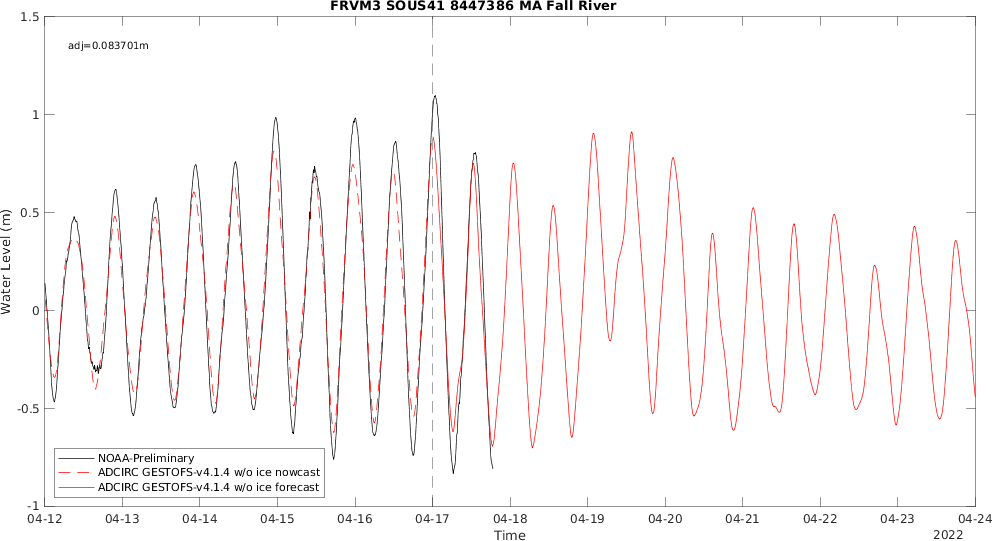 FRVM3 SOUS41 8447386 MA Fall River
adj=0.083701m
1.5
1
0.5
0
-0.5
-1
Water Level (m)
NOAA-Preliminary
ADCIRC GESTOFS-v4.1.4 w/o ice nowcast
ADCIRC GESTOFS-v4.1.4 w/o ice forecast
04-12 04-13 04-14 04-15 04-16 04-17 04-18 04-19 04-20 04-21 04-22 04-23 04-24
Time
2022